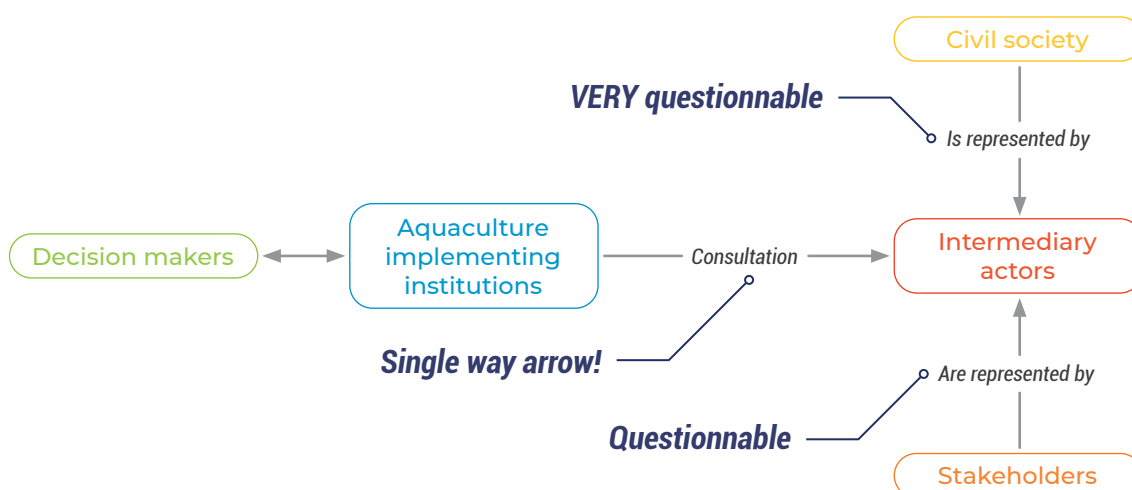 Civil society
VERY questionnable
Is represented by
Decision makers
Aquaculture
implementing
institutions
Consultation
Intermediary
actors
Single way arrow!
Are represented by
Questionnable
Stakeholders